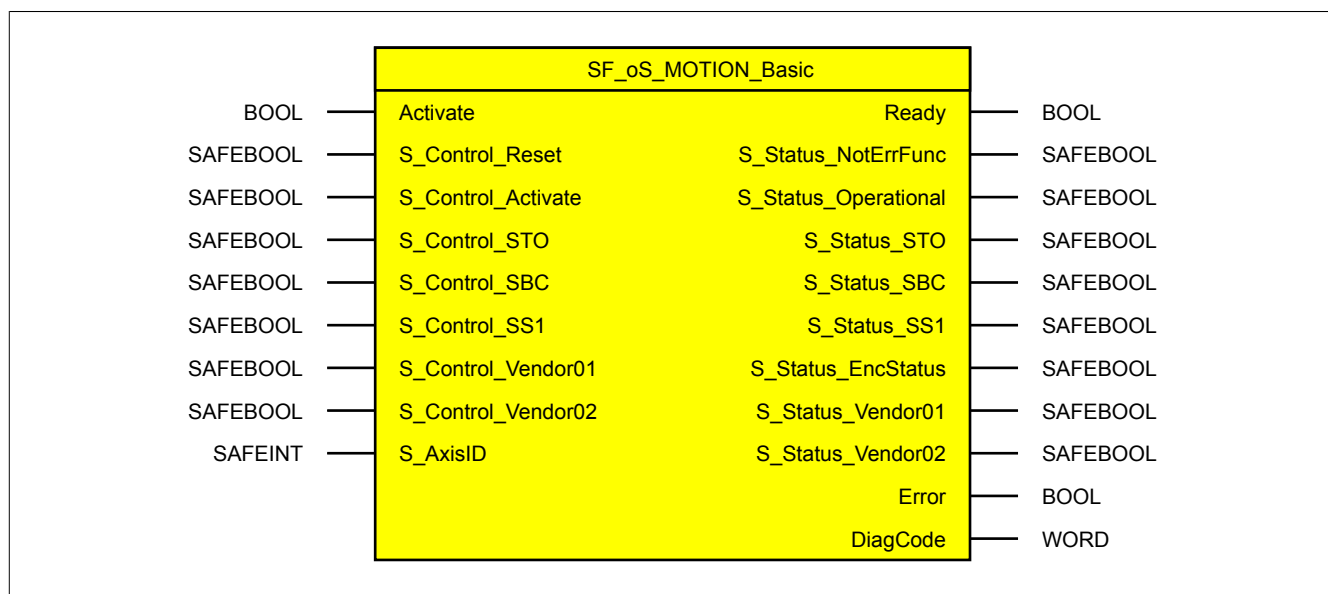 SF_oS_MOTION_Basic
BOOL Activate Ready BOOL
SAFEBOOL S_Control_Reset S_Status_NotErrFunc SAFEBOOL
SAFEBOOL S_Control_Activate S_Status_Operational SAFEBOOL
SAFEBOOL S_Control_STO S_Status_STO SAFEBOOL
SAFEBOOL S_Control_SBC S_Status_SBC SAFEBOOL
SAFEBOOL S_Control_SS1 S_Status_SS1 SAFEBOOL
SAFEBOOL S_Control_Vendor01 S_Status_EncStatus SAFEBOOL
SAFEBOOL S_Control_Vendor02 S_Status_Vendor01 SAFEBOOL
SAFEINT S_AxisID S_Status_Vendor02 SAFEBOOL
Error BOOL
DiagCode WORD